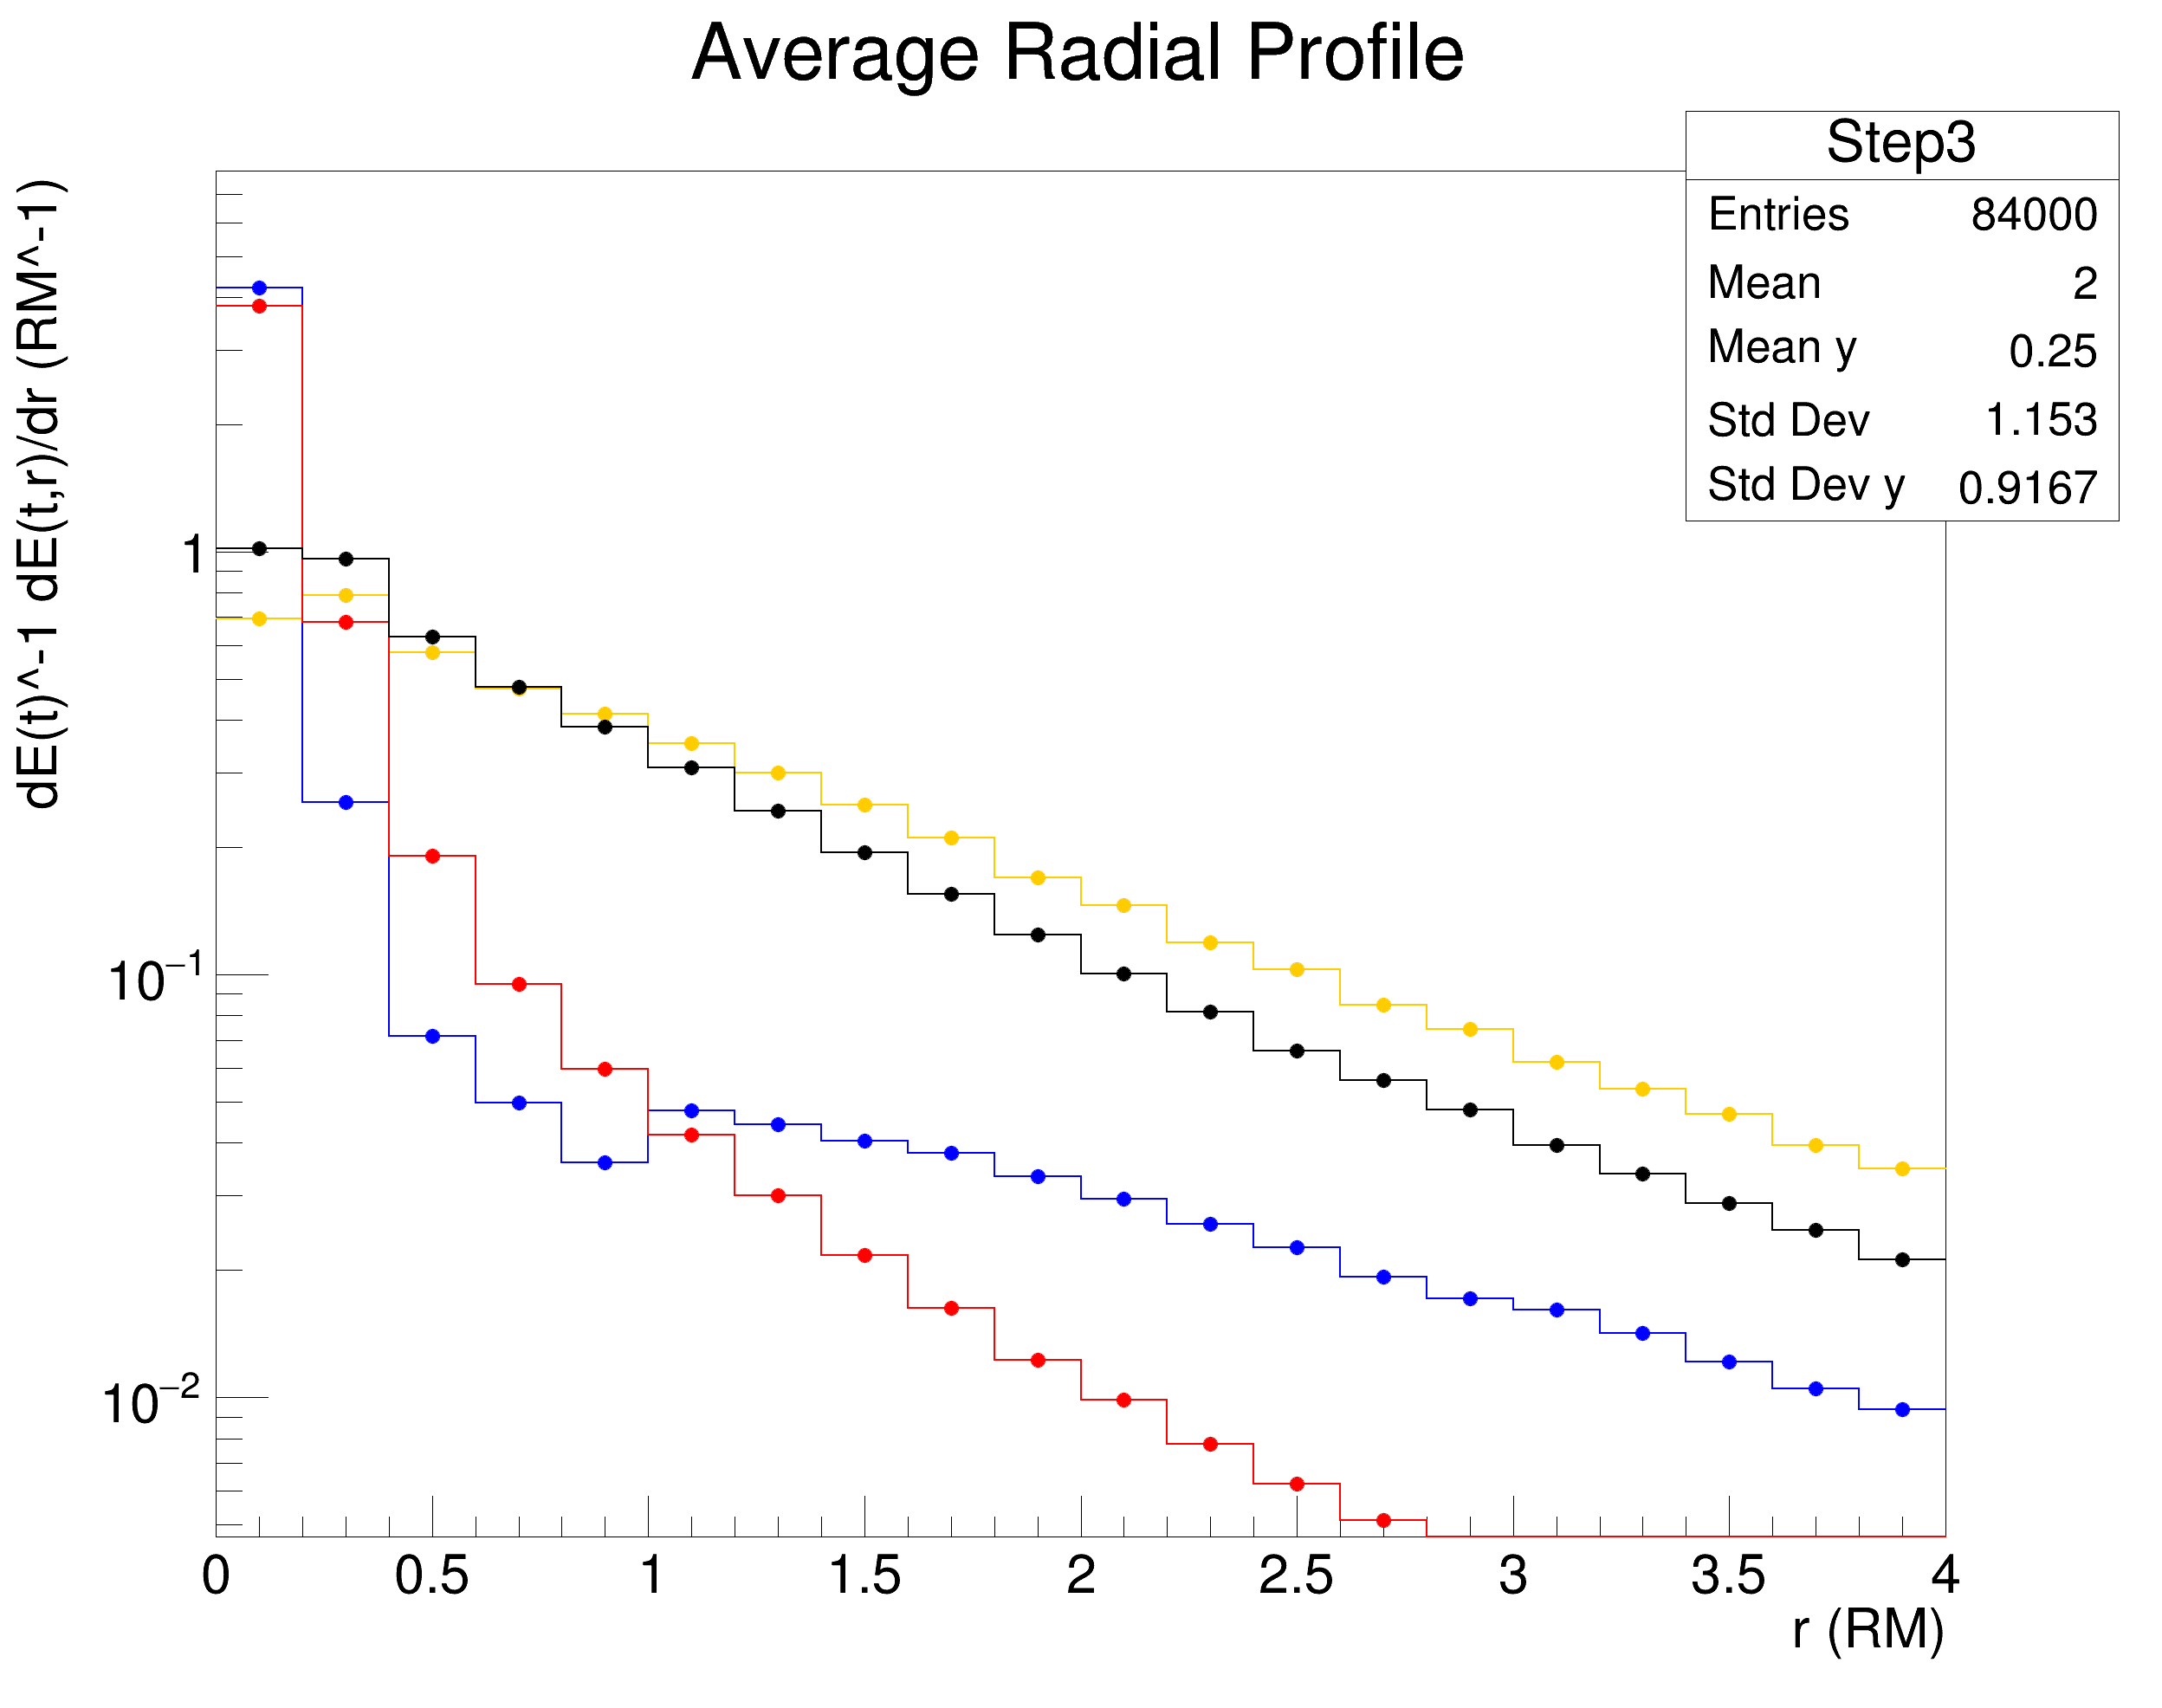 Average Radial Profile
Step3
Entries 84000
Mean 2
Mean y 0.25
Std Dev 1.153
Std Dev y 0.9167
dE(t)^-1 dE(t,r)/dr (RM^-1)
1
10−1
10−2
0 0.5 1 1.5 2 2.5 3 3.5 4
r (RM)